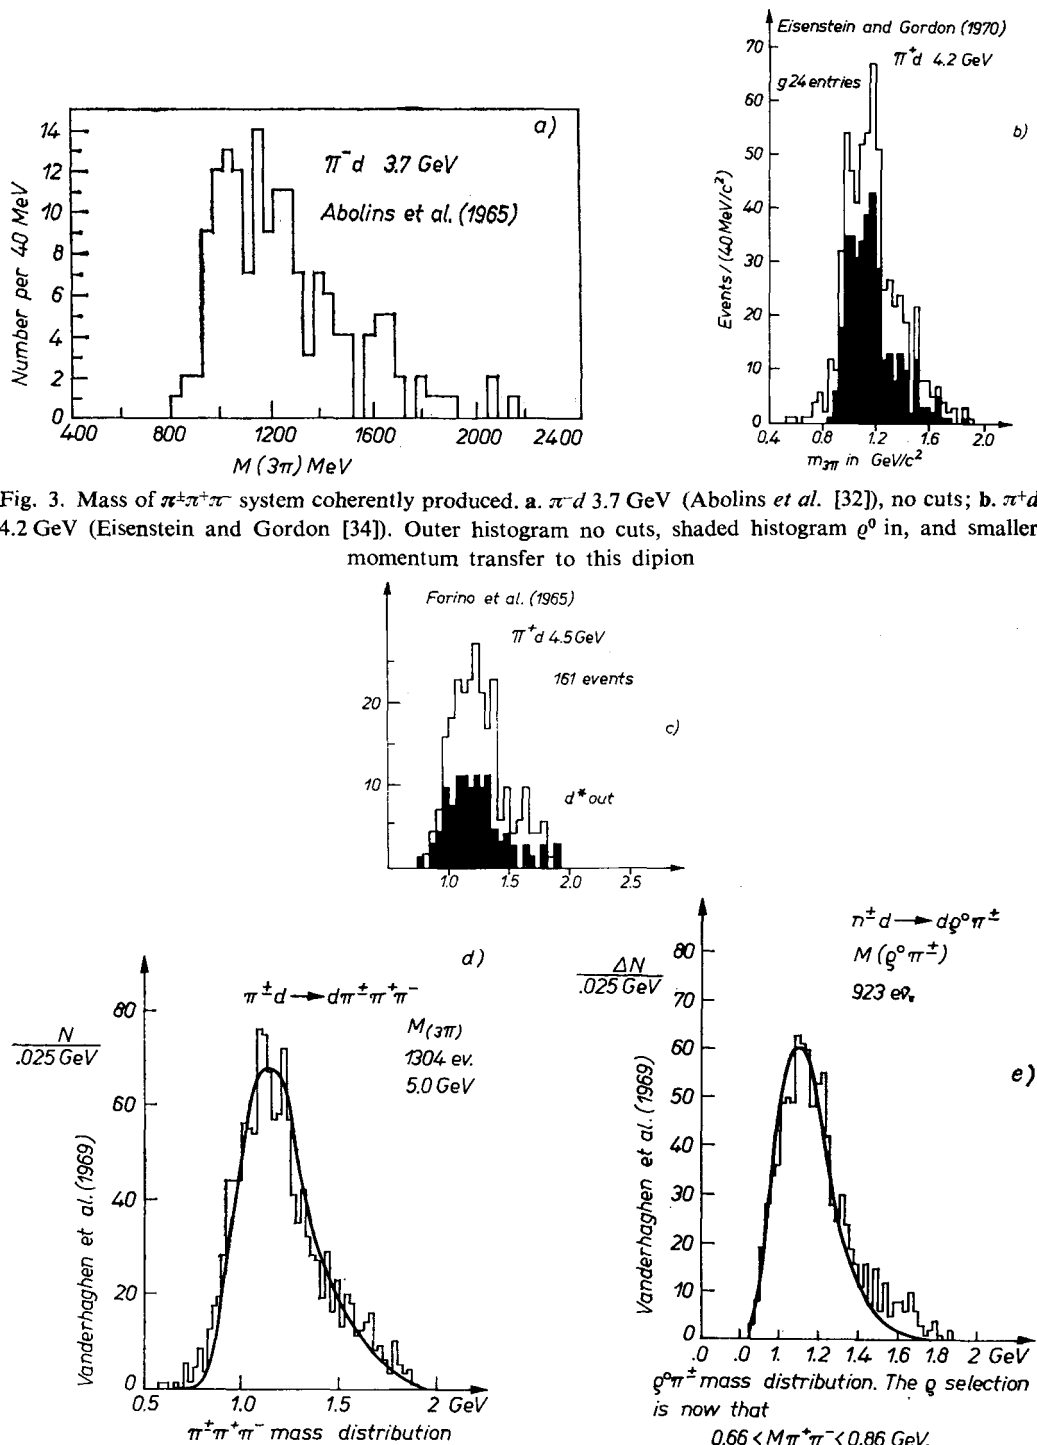 a)
14
12
10
8
6
4
2
0
Number per 40 MeV
π⁻d 3.7 GeV
Abolins et al. (1965)
400 800 1200 1600 2000 2400
M (3π) MeV
Eisenstein and Gordon (1970)
π⁺d 4.2 GeV
g24 entries
b)
70
60
50
40
30
20
10
0
Events/(40 MeV/c²)
0.4 0.8 1.2 1.6 2.0
m₃π in GeV/c²
Fig. 3. Mass of π±π⁺π⁻ system coherently produced. a. π⁻d 3.7 GeV (Abolins et al. [32]), no cuts; b. π⁺d
4.2 GeV (Eisenstein and Gordon [34]). Outer histogram no cuts, shaded histogram ϱ⁰ in, and smaller
momentum transfer to this dipion
Forino et al. (1965)
π⁺d 4.5 GeV
161 events
c)
20
10
d* out
1.0 1.5 2.0 2.5
d)
π±d → dπ±π⁺π⁻
M(3π)
1304 ev.
5.0 GeV
N
.025 GeV
80
60
40
20
0
Vanderhaghen et al. (1969)
0.5 1.0 1.5 2 GeV
π±π⁺π⁻ mass distribution
π±d → dϱ⁰π±
M(ϱ⁰π±)
923 ev.
e)
ΔN
.025 GeV
80
70
60
50
40
30
20
10
0
Vanderhaghen et al. (1969)
.0 .0 1. 1.2 1.6 1.8 2 GeV
ϱ⁰π± mass distribution. The ϱ selection
is now that
0.66 < Mπ⁺π⁻ < 0.86 GeV.